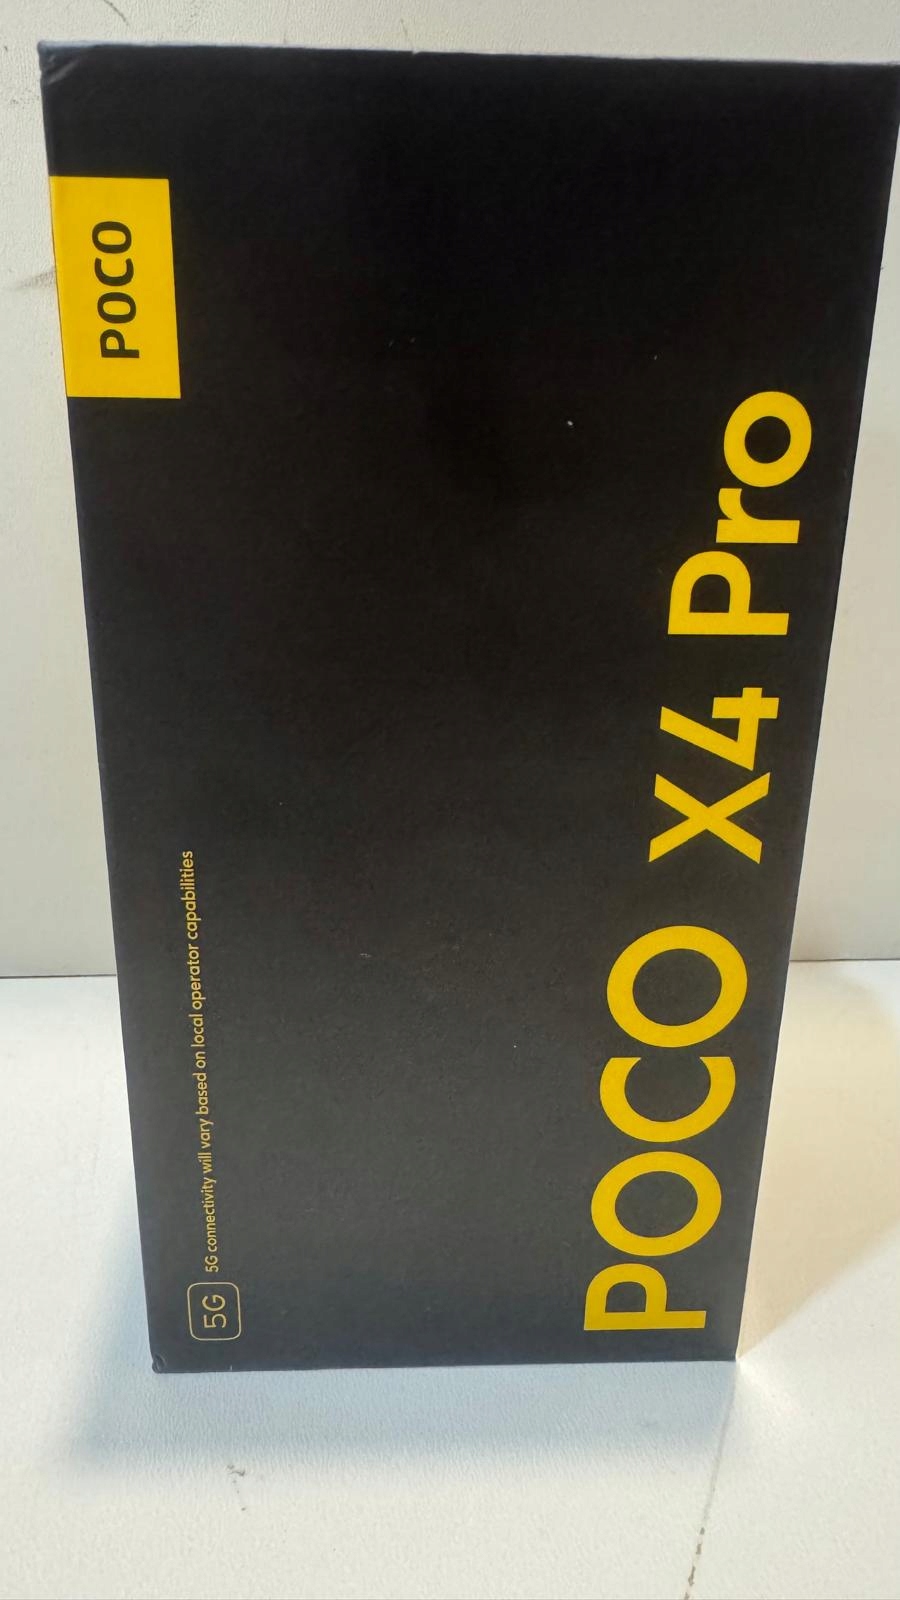 POCO
POCO X4 Pro
5G
5G connectivity will vary based on local operator capabilities